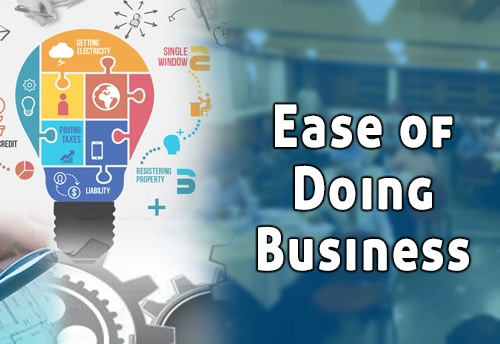 GETTING
ELECTRICITY
SINGLE
WINDOW
CREDIT
PAYING
TAXES
REGISTERING
PROPERTY
LIABILITY
Ease of
Doing
Business